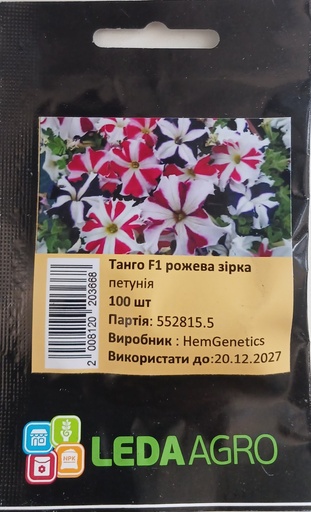 Танго F1 рожева зірка
петунія
100 шт
Партія: 552815.5
Виробник : HemGenetics
Використати до:20.12.2027
2 008120 203668
LEDAAGRO